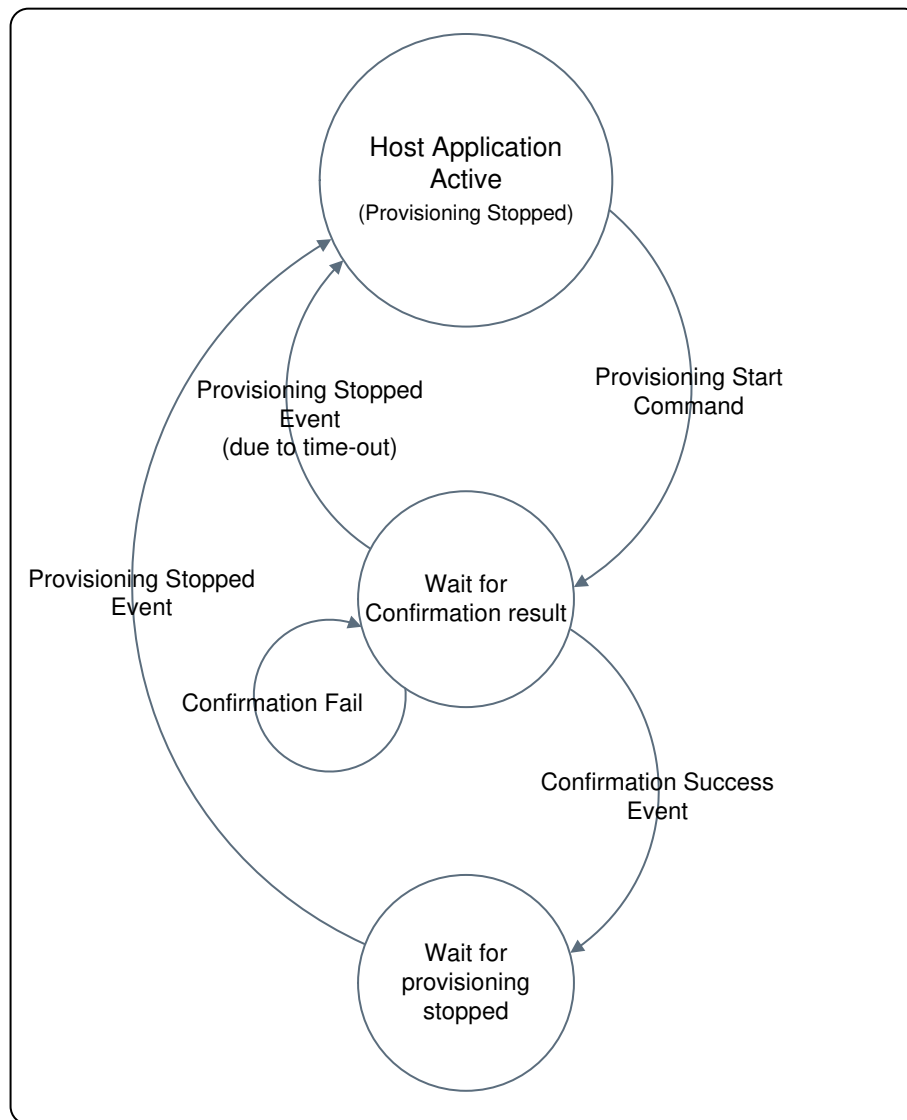 Host Application
Active
(Provisioning Stopped)
Provisioning Stopped
Event
(due to time-out)
Provisioning Start
Command
Provisioning Stopped
Event
Wait for
Confirmation result
Confirmation Fail
Confirmation Success
Event
Wait for
provisioning
stopped